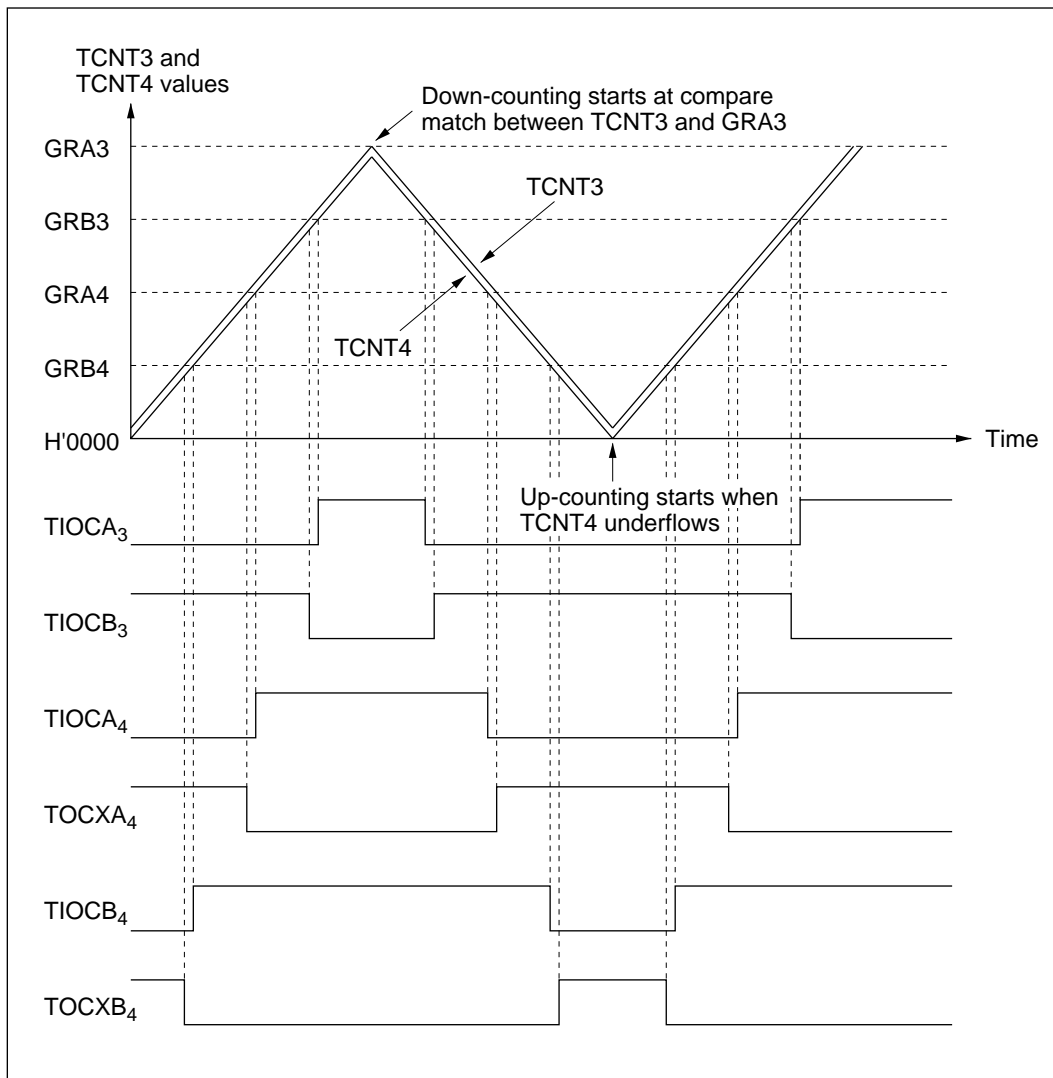 TCNT3 and
TCNT4 values
Down-counting starts at compare
match between TCNT3 and GRA3
GRA3
TCNT3
GRB3
GRA4
TCNT4
GRB4
H'0000
Time
Up-counting starts when
TCNT4 underflows
TIOCA3
TIOCB3
TIOCA4
TOCXA4
TIOCB4
TOCXB4